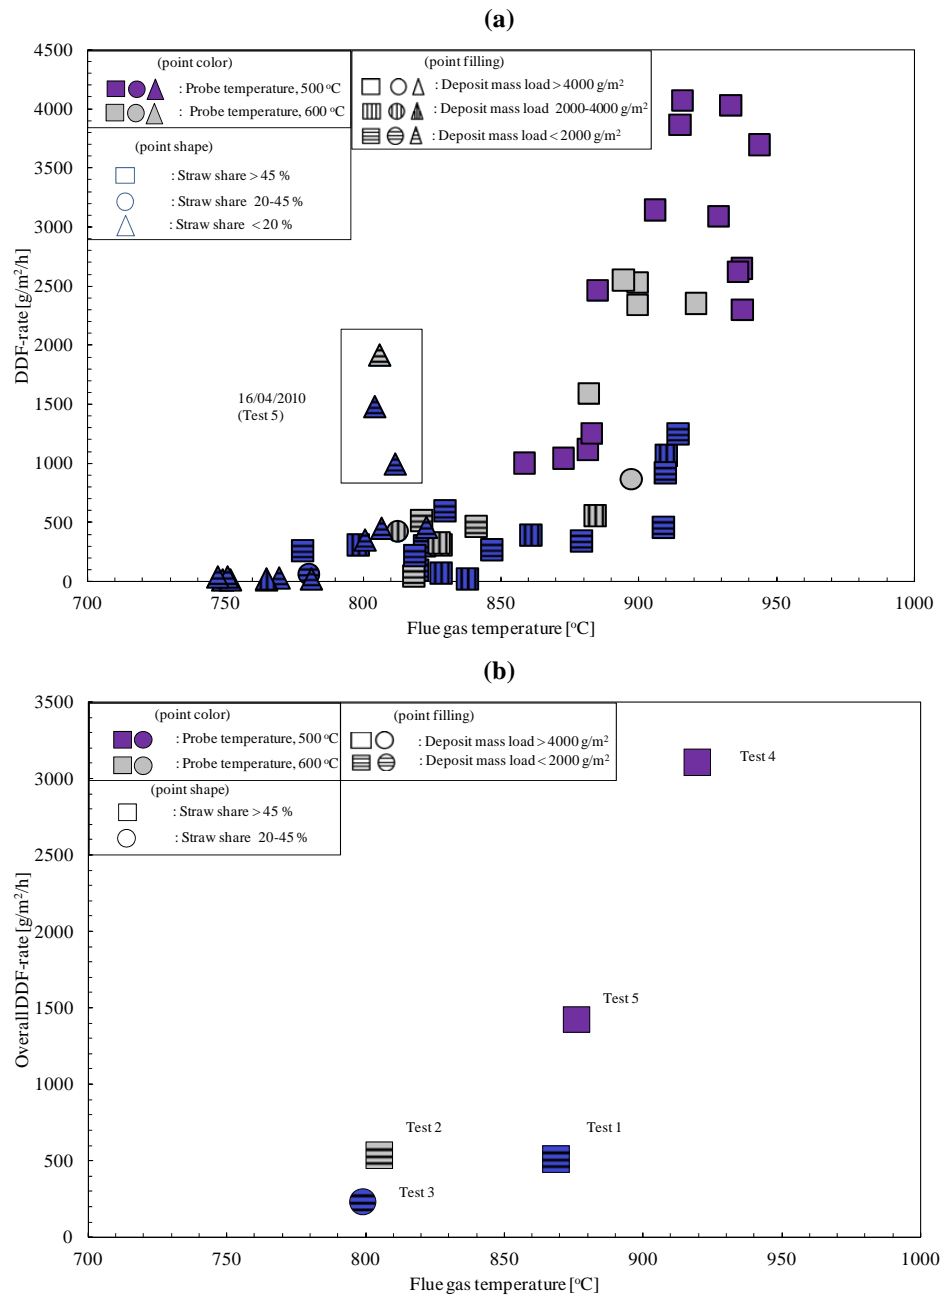 (a)
4500
4000
3500
3000
2500
2000
1500
1000
500
0
DDF-rate [g/m²/h]
(point color)
: Probe temperature, 500 °C
: Probe temperature, 600 °C
(point shape)
: Straw share > 45 %
: Straw share 20-45 %
: Straw share < 20 %
(point filling)
: Deposit mass load > 4000 g/m²
: Deposit mass load 2000-4000 g/m²
: Deposit mass load < 2000 g/m²
16/04/2010
(Test 5)
700 750 800 850 900 950 1000
Flue gas temperature [°C]
(b)
3500
3000
2500
2000
1500
1000
500
0
Overall DDF-rate [g/m²/h]
(point color)
: Probe temperature, 500 °C
: Probe temperature, 600 °C
(point shape)
: Straw share > 45 %
: Straw share 20-45 %
(point filling)
: Deposit mass load > 4000 g/m²
: Deposit mass load < 2000 g/m²
Test 4
Test 5
Test 2
Test 1
Test 3
700 750 800 850 900 950 1000
Flue gas temperature [°C]